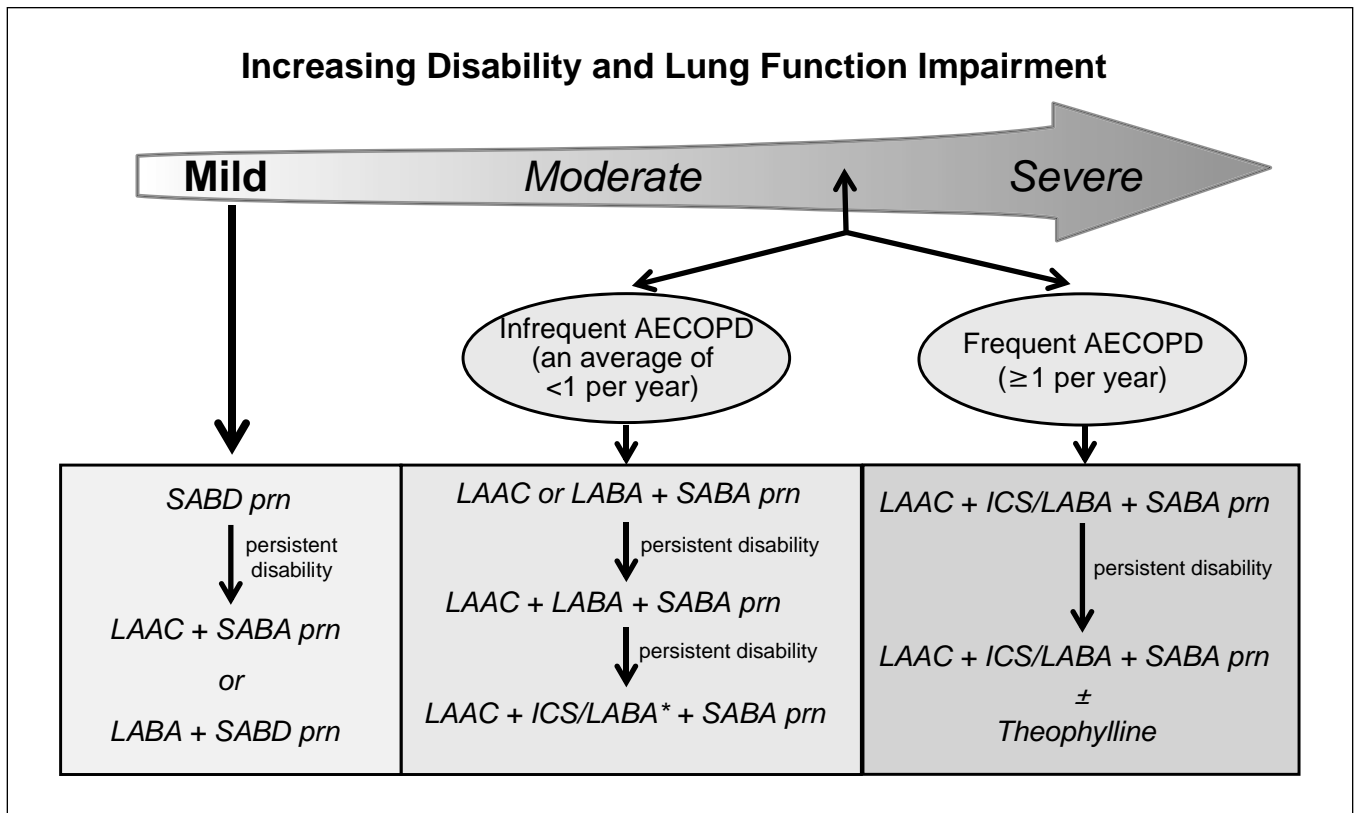 Increasing Disability and Lung Function Impairment
Mild
Moderate
Severe
Infrequent AECOPD
(an average of
<1 per year)
Frequent AECOPD
(≥1 per year)
SABD prn
persistent
disability
LAAC + SABA prn
or
LABA + SABD prn
LAAC or LABA + SABA prn
persistent disability
LAAC + LABA + SABA prn
persistent disability
LAAC + ICS/LABA* + SABA prn
LAAC + ICS/LABA + SABA prn
persistent disability
LAAC + ICS/LABA + SABA prn
±
Theophylline